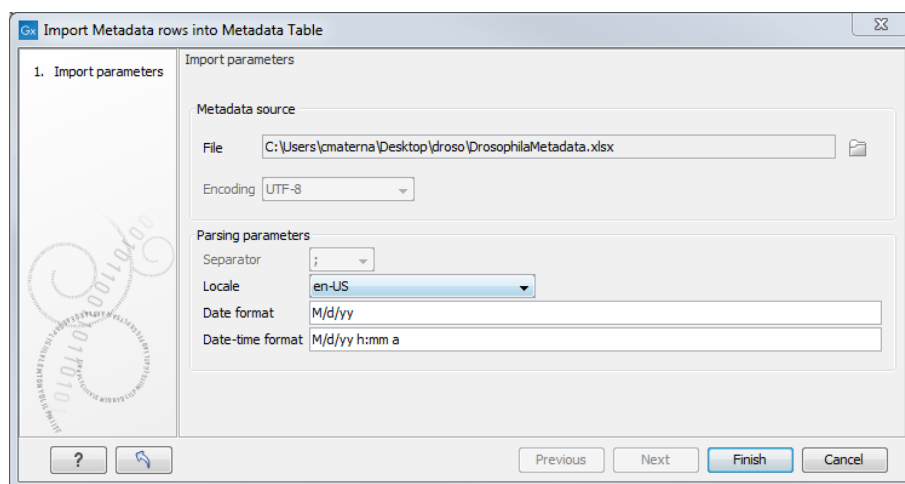 Gx Import Metadata rows into Metadata Table
1. Import parameters
Import parameters
Metadata source
File C:\Users\cmaterna\Desktop\droso\DrosophilaMetadata.xlsx
Encoding UTF-8
Parsing parameters
Separator ;
Locale en-US
Date format M/d/yy
Date-time format M/d/yy h:mm a
? Previous Next Finish Cancel